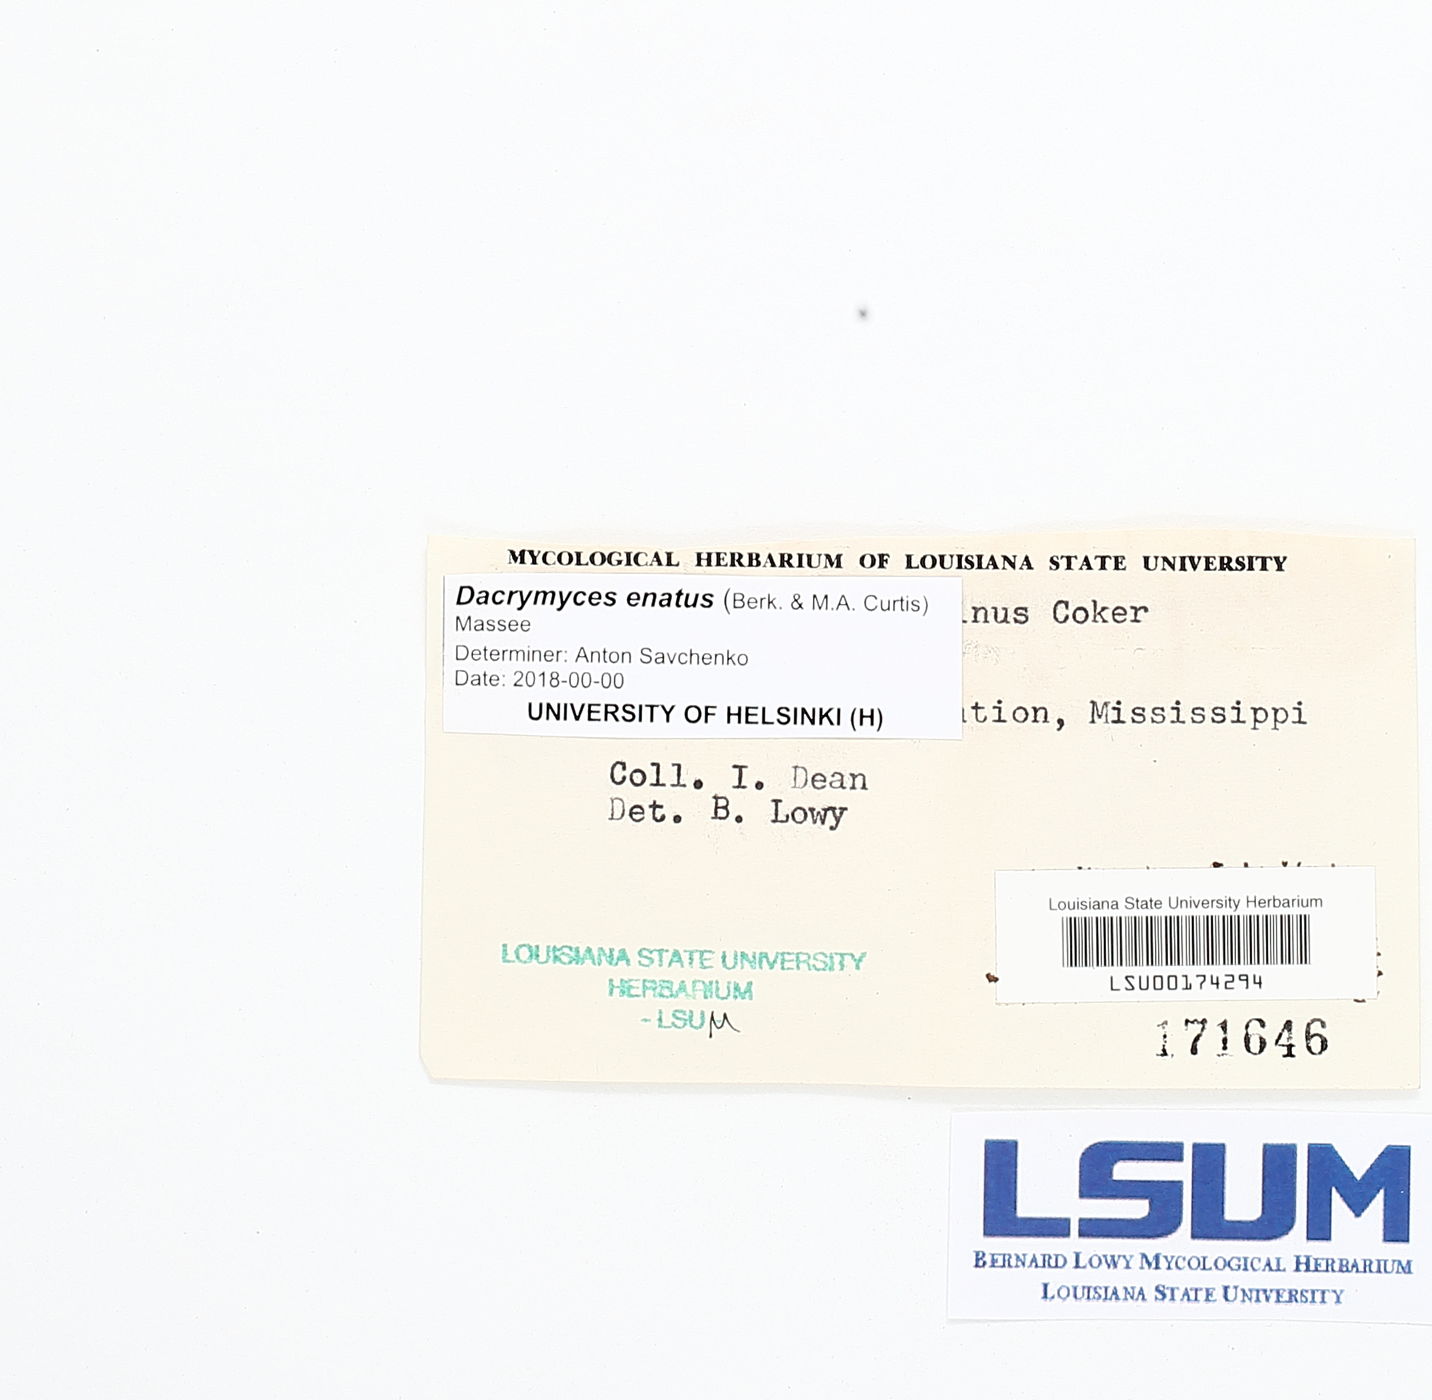 MYCOLOGICAL HERBARIUM OF LOUISIANA STATE UNIVERSITY
Dacrymyces enatus (Berk. & M.A. Curtis)
Massee
Determiner: Anton Savchenko
Date: 2018-00-00
UNIVERSITY OF HELSINKI (H)
inus Coker
ation, Mississippi
Coll. I. Dean
Det. B. Lowy
Louisiana State University Herbarium
LSU00174294
LOUISIANA STATE UNIVERSITY
HERBARIUM
- LSUM
171646
LSUM
BERNARD LOWY MYCOLOGICAL HERBARIUM
LOUISIANA STATE UNIVERSITY